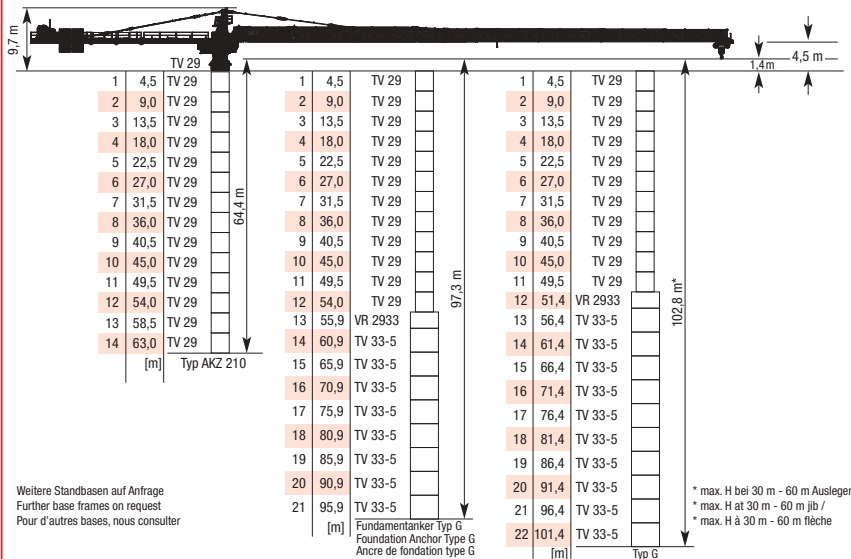 9,7 m
TV 29
4,5 m
1,4 m
1 4,5 TV 29
2 9,0 TV 29
3 13,5 TV 29
4 18,0 TV 29
5 22,5 TV 29
6 27,0 TV 29
7 31,5 TV 29
8 36,0 TV 29
9 40,5 TV 29
10 45,0 TV 29
11 49,5 TV 29
12 54,0 TV 29
13 58,5 TV 29
14 63,0 TV 29
[m] Typ AKZ 210
64,4 m
1 4,5 TV 29
2 9,0 TV 29
3 13,5 TV 29
4 18,0 TV 29
5 22,5 TV 29
6 27,0 TV 29
7 31,5 TV 29
8 36,0 TV 29
9 40,5 TV 29
10 45,0 TV 29
11 49,5 TV 29
12 54,0 TV 29
13 55,9 VR 2933
14 60,9 TV 33-5
15 65,9 TV 33-5
16 70,9 TV 33-5
17 75,9 TV 33-5
18 80,9 TV 33-5
19 85,9 TV 33-5
20 90,9 TV 33-5
21 95,9 TV 33-5
[m] Fundamentanker Typ G
Foundation Anchor Type G
Ancre de fondation type G
97,3 m
1 4,5 TV 29
2 9,0 TV 29
3 13,5 TV 29
4 18,0 TV 29
5 22,5 TV 29
6 27,0 TV 29
7 31,5 TV 29
8 36,0 TV 29
9 40,5 TV 29
10 45,0 TV 29
11 49,5 TV 29
12 51,4 VR 2933
13 56,4 TV 33-5
14 61,4 TV 33-5
15 66,4 TV 33-5
16 71,4 TV 33-5
17 76,4 TV 33-5
18 81,4 TV 33-5
19 86,4 TV 33-5
20 91,4 TV 33-5
21 96,4 TV 33-5
22 101,4 TV 33-5
[m] Typ G
102,8 m*
Weitere Standbasen auf Anfrage
Further base frames on request
Pour d'autres bases, nous consulter
* max. H bei 30 m - 60 m Ausleger
* max. H at 30 m - 60 m jib /
* max. H à 30 m - 60 m flèche